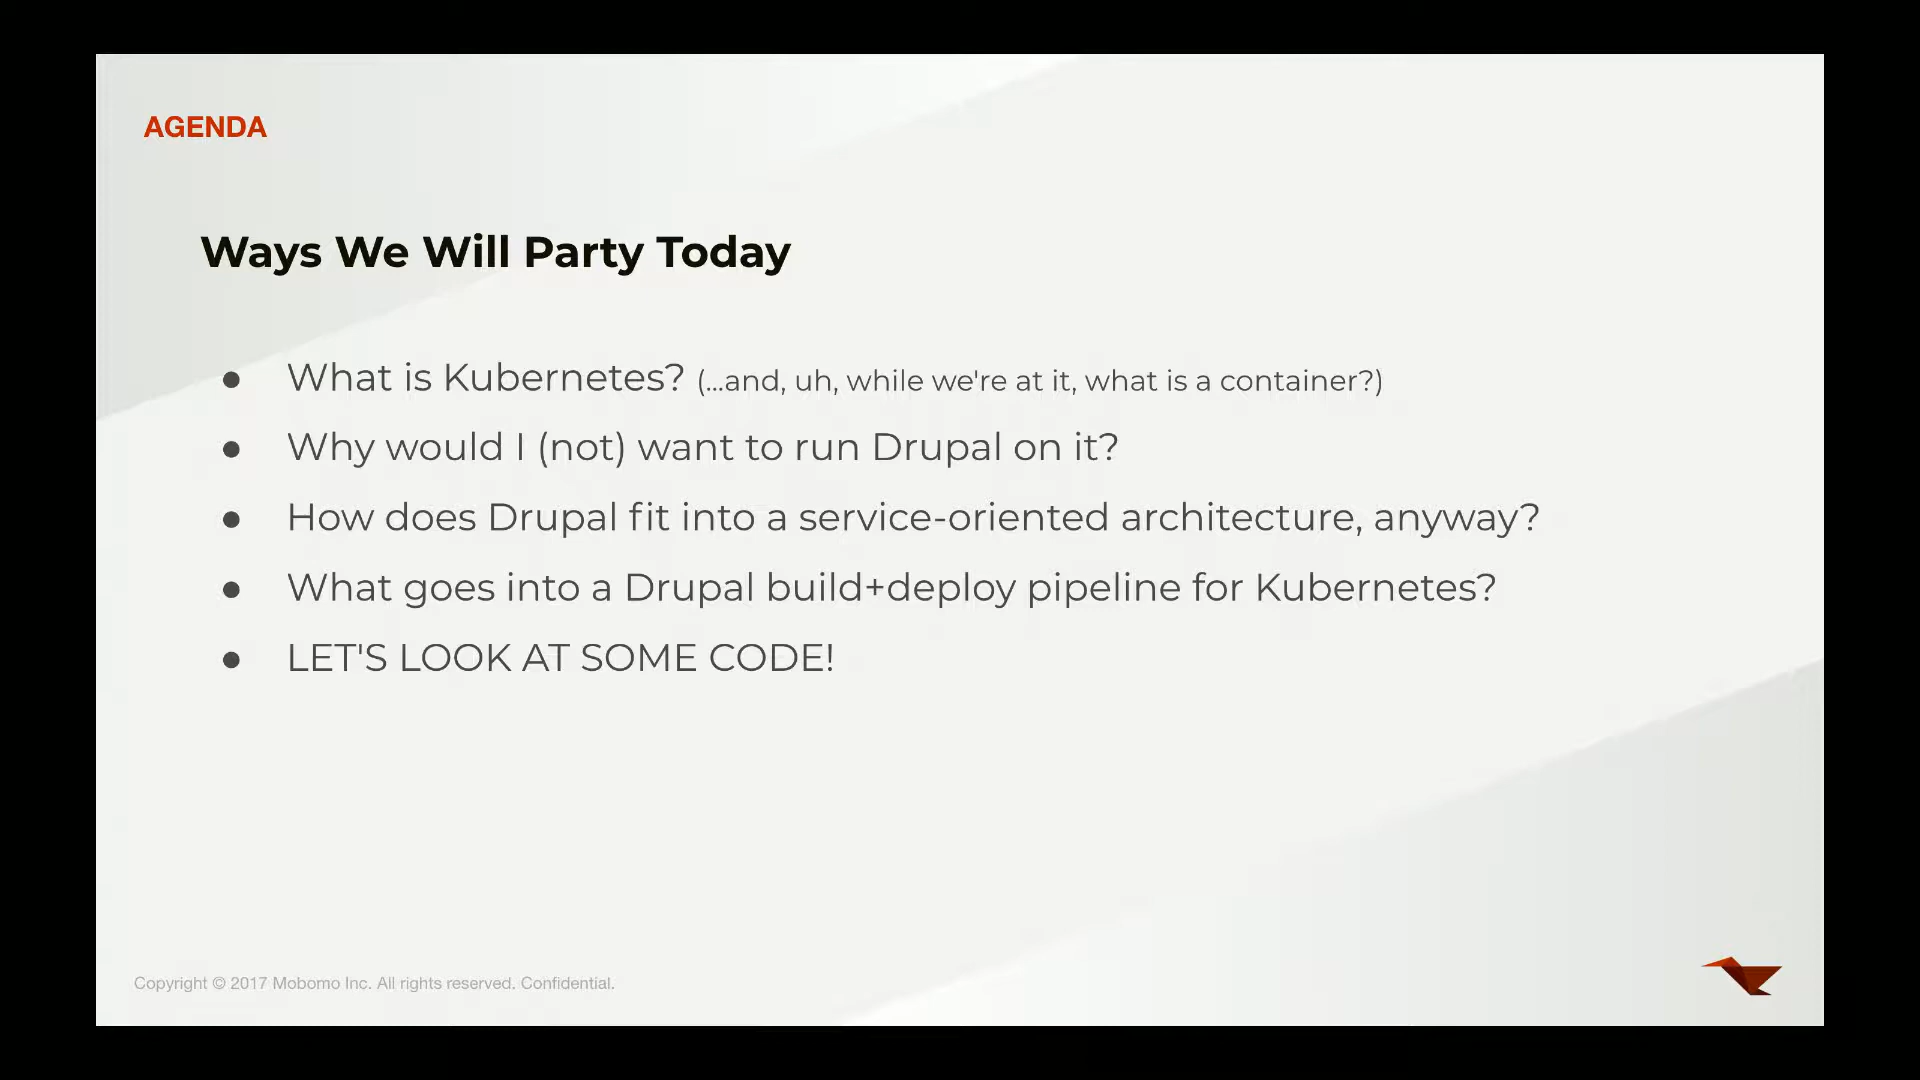 AGENDA
Ways We Will Party Today
● What is Kubernetes? (...and, uh, while we're at it, what is a container?)
● Why would I (not) want to run Drupal on it?
● How does Drupal fit into a service-oriented architecture, anyway?
● What goes into a Drupal build+deploy pipeline for Kubernetes?
● LET'S LOOK AT SOME CODE!
Copyright © 2017 Mobomo Inc. All rights reserved. Confidential.